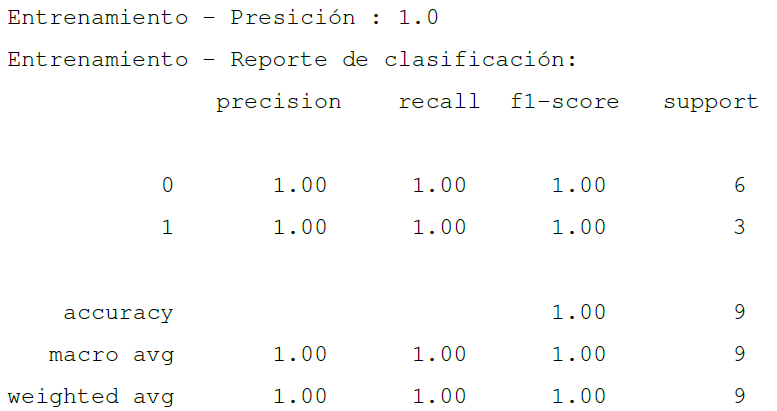 Entrenamiento - Presición : 1.0
Entrenamiento - Reporte de clasificación:
precision recall f1-score support
0 1.00 1.00 1.00 6
1 1.00 1.00 1.00 3
accuracy 1.00 9
macro avg 1.00 1.00 1.00 9
weighted avg 1.00 1.00 1.00 9